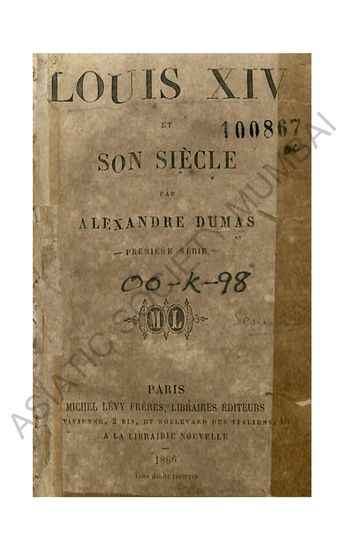 LOUIS XIV
ET
100867
SON SIÈCLE
PAR
ALEXANDRE DUMAS
— PREMIÈRE SÉRIE —
00-K-98
ML
PARIS
MICHEL LÉVY FRÈRES, LIBRAIRES ÉDITEURS
VIVIENNE, 2 BIS, ET BOULEVARD DES ITALIENS, 15
A LA LIBRAIRIE NOUVELLE
—
1866
Tous droits réservés
ASIATIC SOCIETY MUMBAI